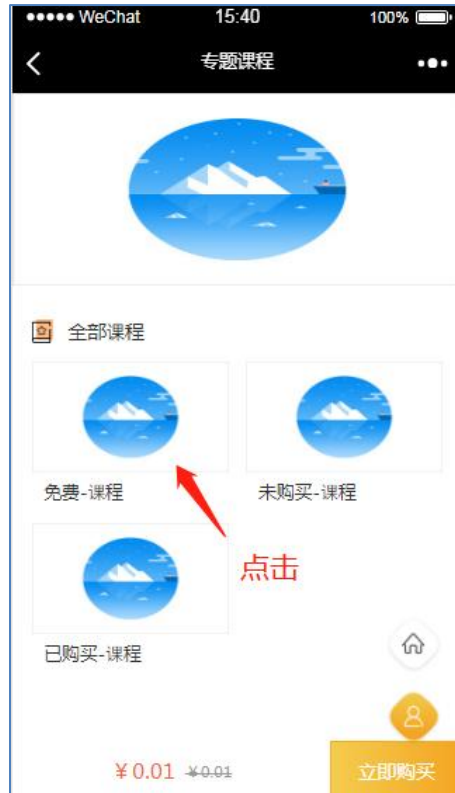 ●●●●● WeChat 15:40 100%
专题课程
全部课程
免费-课程 未购买-课程
点击
已购买-课程
¥0.01 ¥0.01 立即购买